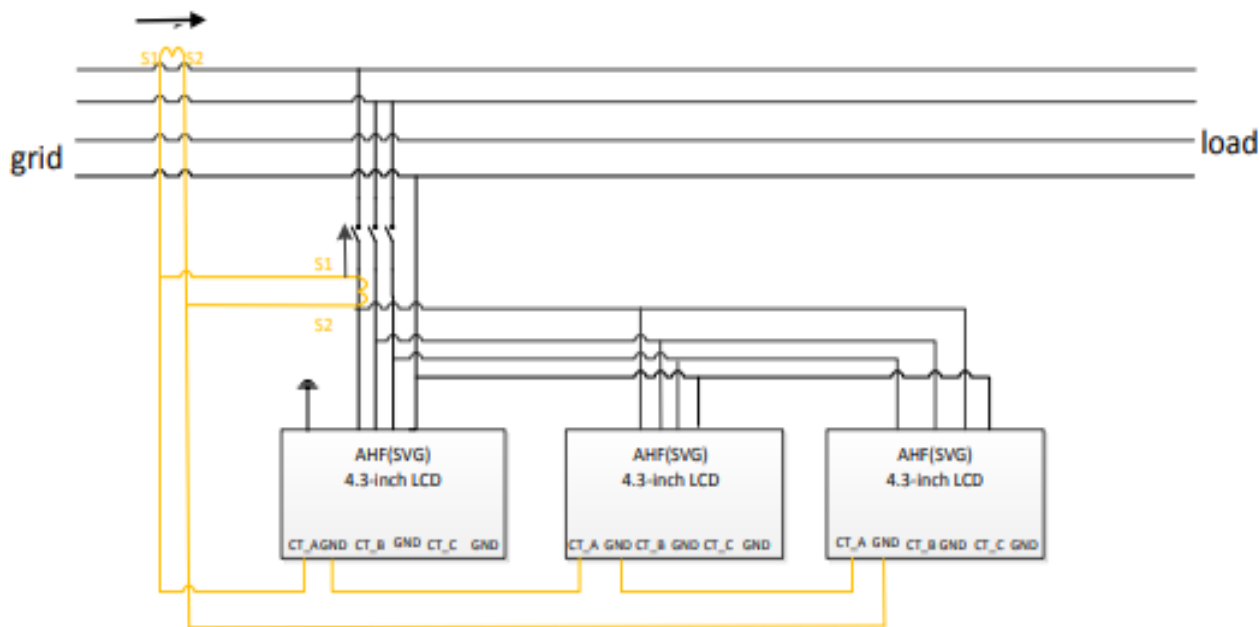 S1 S2
grid
load
S1
S2
AHF(SVG)
4.3-inch LCD
CT_A GND CT_B GND CT_C GND
AHF(SVG)
4.3-inch LCD
CT_A GND CT_B GND CT_C GND
AHF(SVG)
4.3-inch LCD
CT_A GND CT_B GND CT_C GND